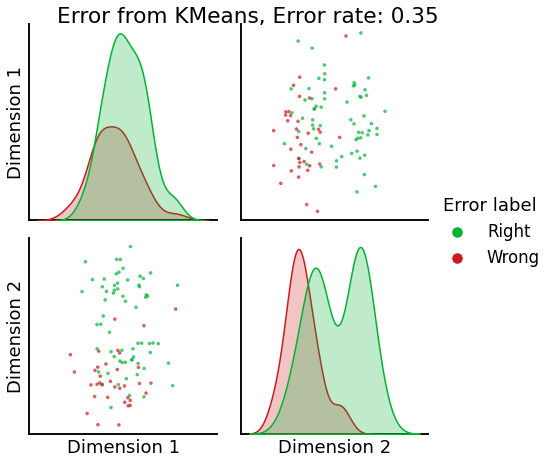 Error from KMeans, Error rate: 0.35
Dimension 1
Error label
Right
Wrong
Dimension 2
Dimension 1
Dimension 2